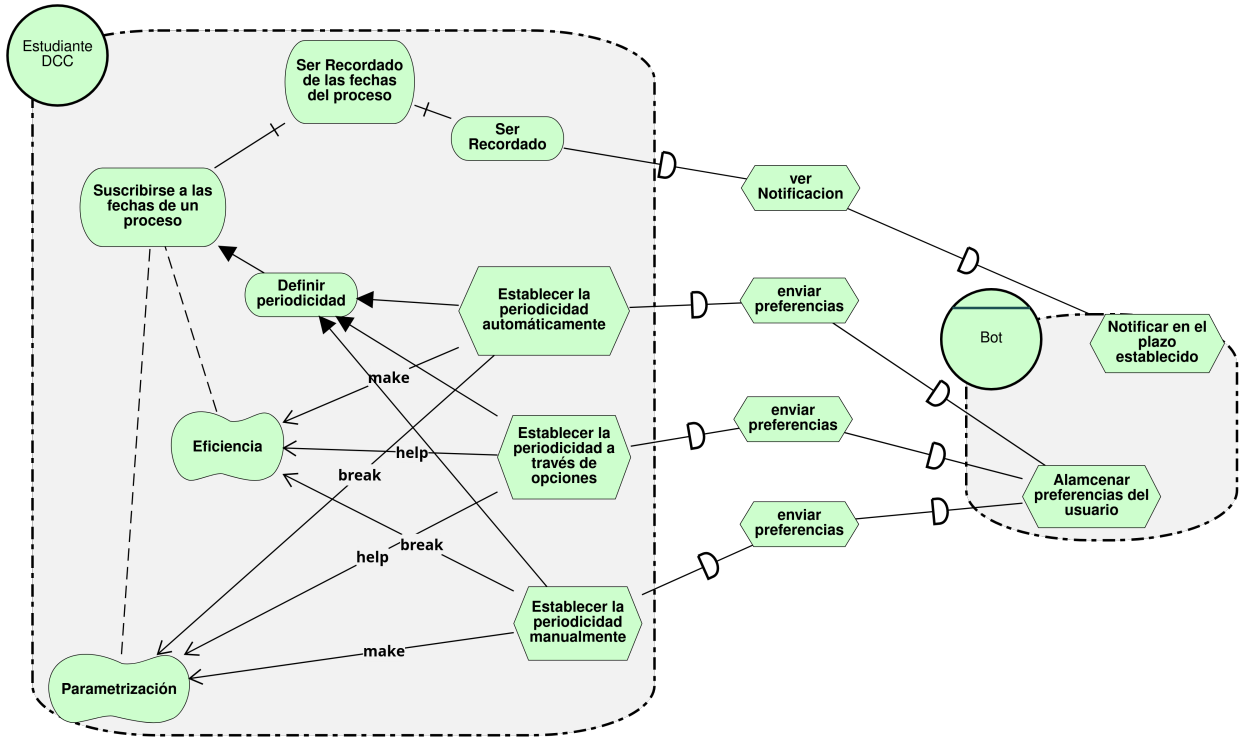 Estudiante
DCC
Ser Recordado
de las fechas
del proceso
Ser
Recordado
ver
Notificacion
Suscribirse a las
fechas de un
proceso
Definir
periodicidad
Establecer la
periodicidad
automáticamente
enviar
preferencias
Bot
Notificar en el
plazo
establecido
make
Eficiencia
help
break
Establecer la
periodicidad a
través de
opciones
enviar
preferencias
Alamcenar
preferencias del
usuario
enviar
preferencias
break
help
Establecer la
periodicidad
manualmente
make
Parametrización